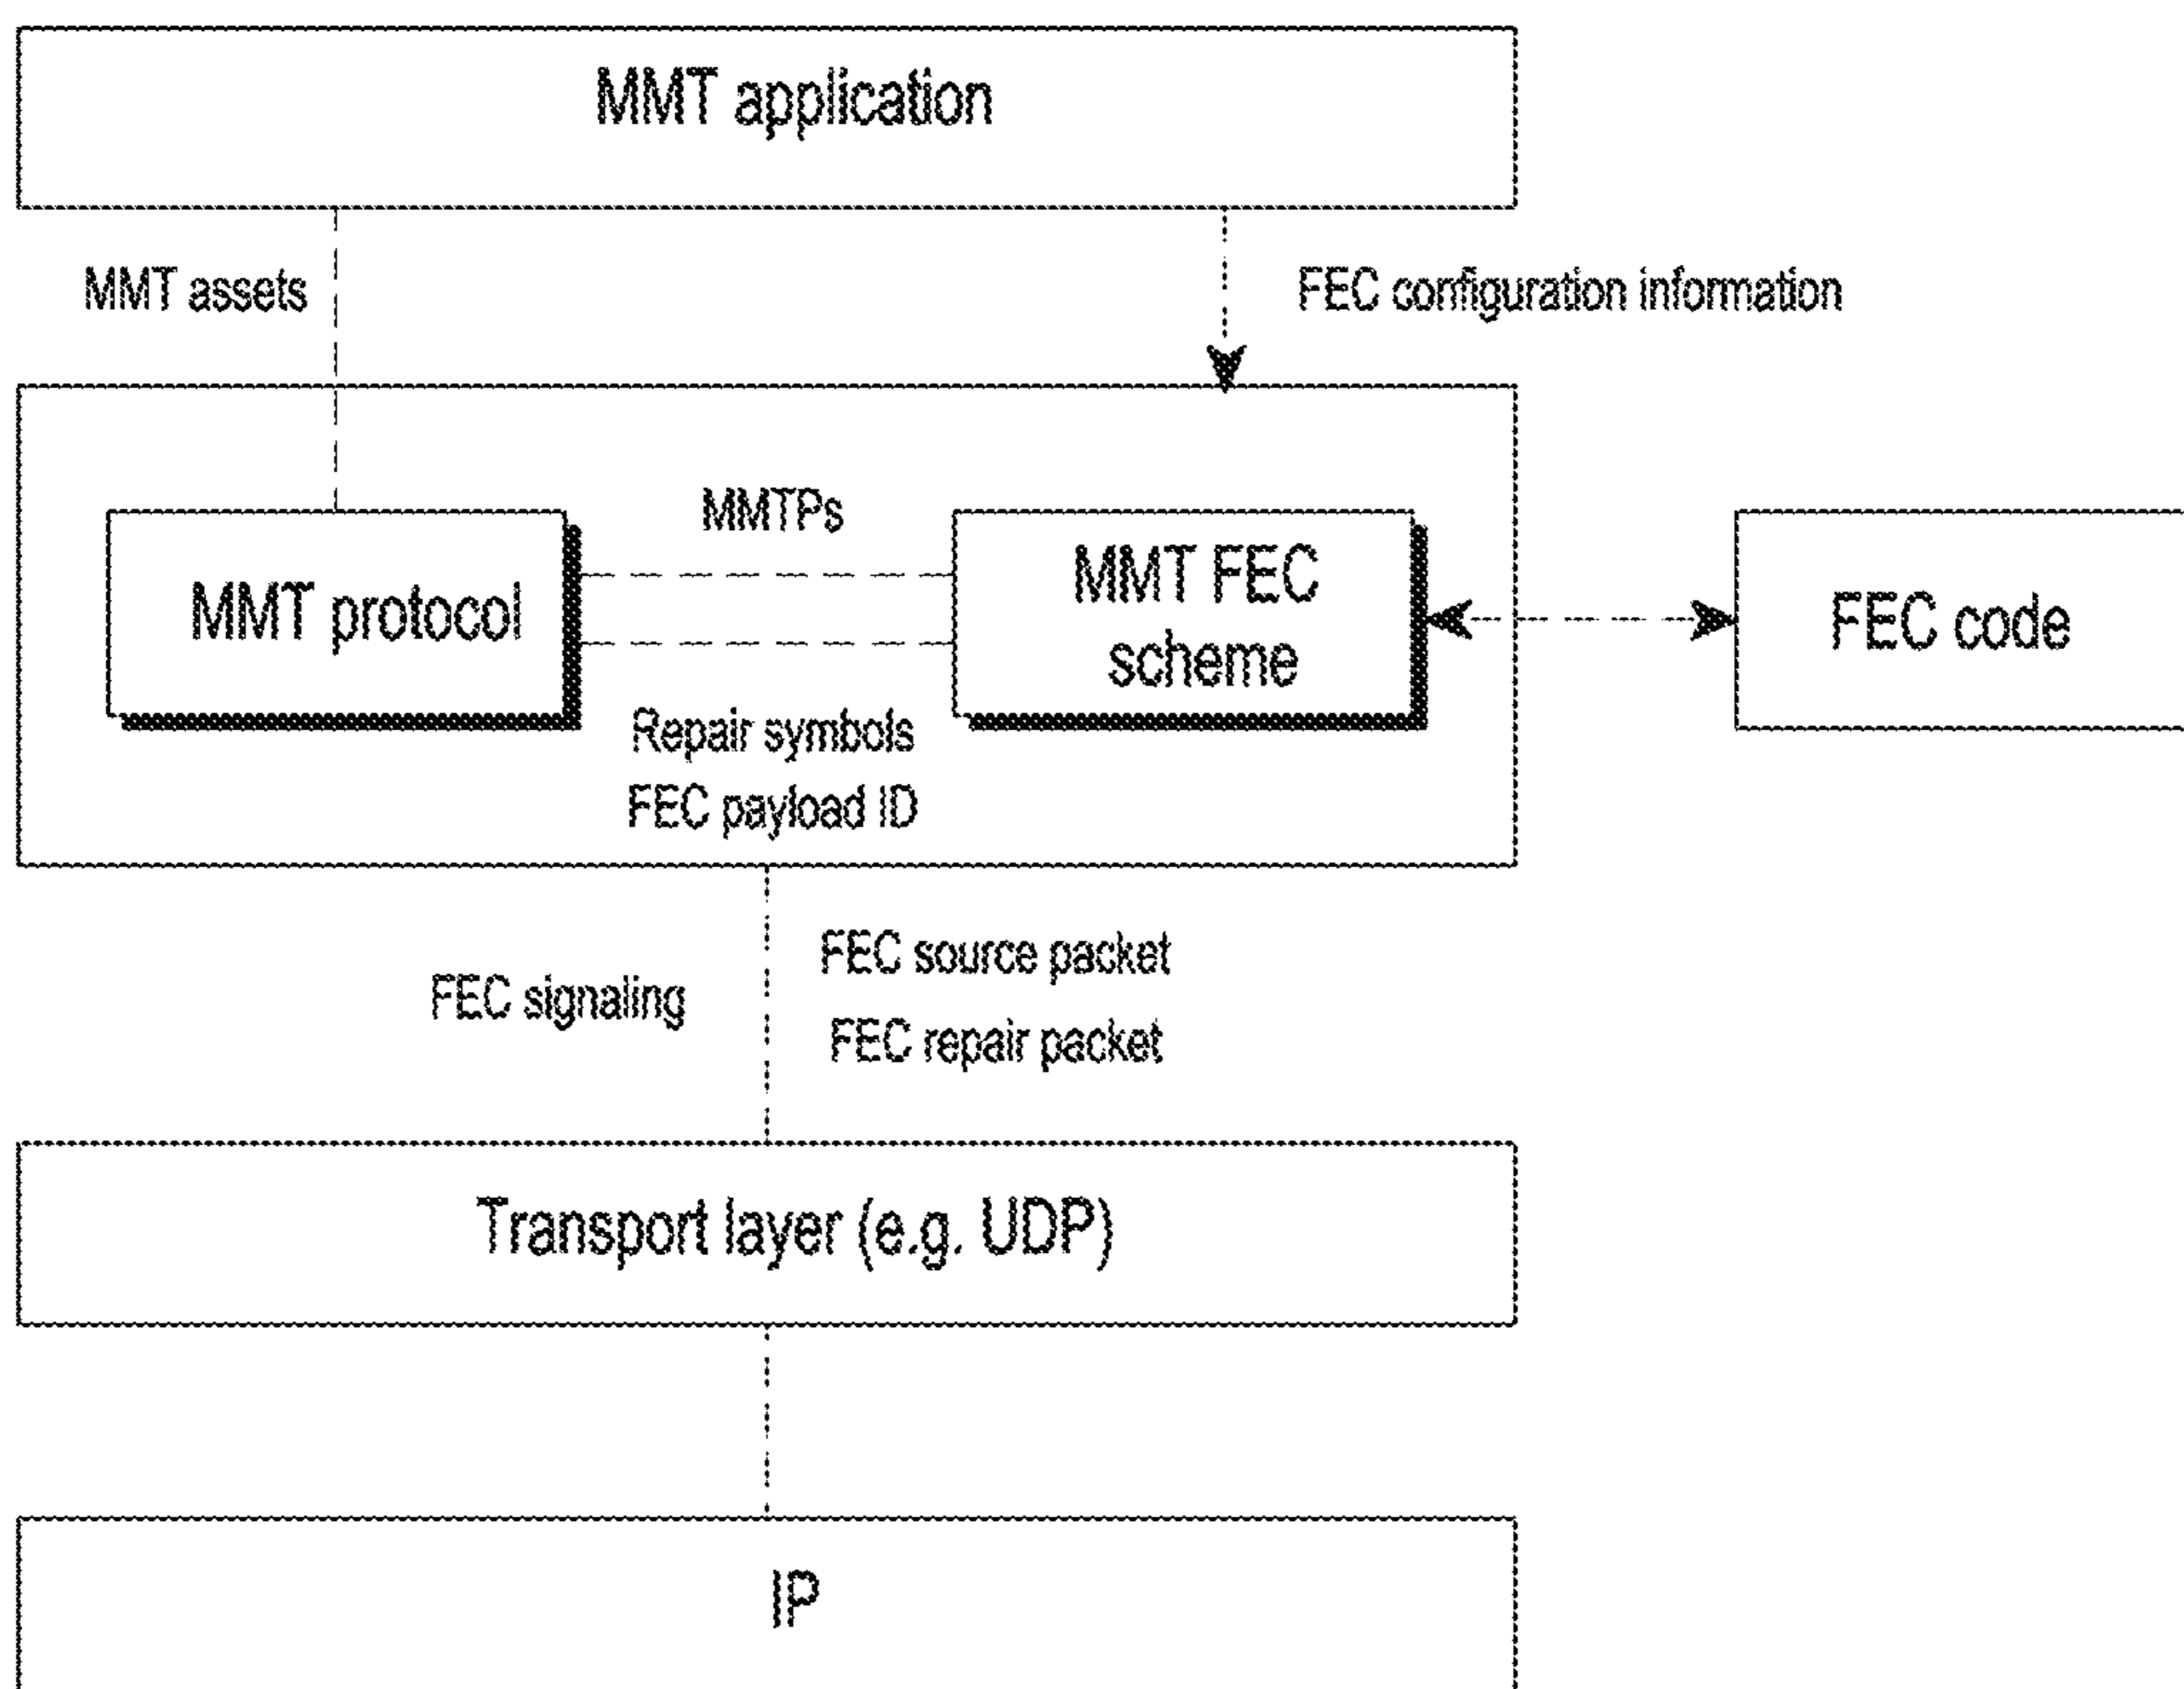 MMT application
MMT assets
FEC configuration information
MMTPs
MMT protocol
MMT FEC
scheme
FEC code
Repair symbols
FEC payload ID
FEC signaling
FEC source packet
FEC repair packet
Transport layer (e.g. UDP)
IP